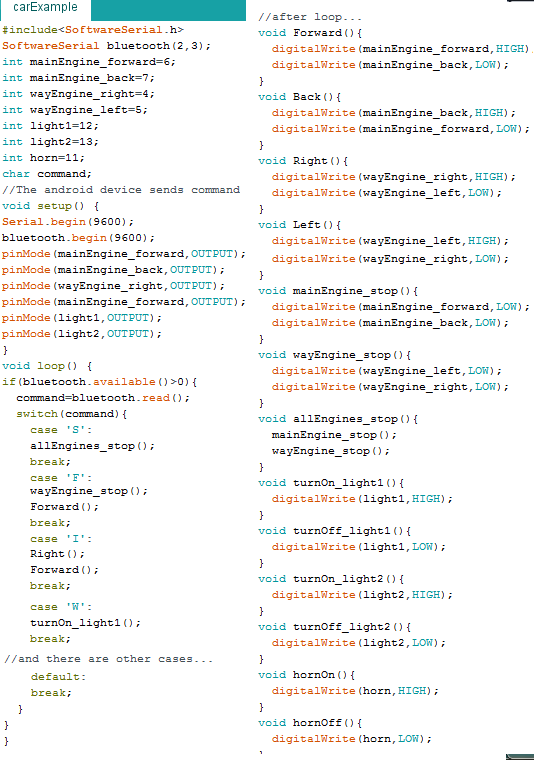 carExample
#include<SoftwareSerial.h>
SoftwareSerial bluetooth(2,3);
int mainEngine_forward=6;
int mainEngine_back=7;
int wayEngine_right=4;
int wayEngine_left=5;
int light1=12;
int light2=13;
int horn=11;
char command;
//The android device sends command
void setup() {
Serial.begin(9600);
bluetooth.begin(9600);
pinMode(mainEngine_forward,OUTPUT);
pinMode(mainEngine_back,OUTPUT);
pinMode(wayEngine_right,OUTPUT);
pinMode(mainEngine_forward,OUTPUT);
pinMode(light1,OUTPUT);
pinMode(light2,OUTPUT);
}
void loop() {
if(bluetooth.available()>0){
command=bluetooth.read();
switch(command){
case 'S':
allEngines_stop();
break;
case 'F':
wayEngine_stop();
Forward();
break;
case 'I':
Right();
Forward();
break;
case 'W':
turnOn_light1();
break;
//and there are other cases...
default:
break;
}
}
}
//after loop...
void Forward(){
digitalWrite(mainEngine_forward,HIGH);
digitalWrite(mainEngine_back,LOW);
}
void Back(){
digitalWrite(mainEngine_back,HIGH);
digitalWrite(mainEngine_forward,LOW);
}
void Right(){
digitalWrite(wayEngine_right,HIGH);
digitalWrite(wayEngine_left,LOW);
}
void Left(){
digitalWrite(wayEngine_left,HIGH);
digitalWrite(wayEngine_right,LOW);
}
void mainEngine_stop(){
digitalWrite(mainEngine_forward,LOW);
digitalWrite(mainEngine_back,LOW);
}
void wayEngine_stop(){
digitalWrite(wayEngine_left,LOW);
digitalWrite(wayEngine_right,LOW);
}
void allEngines_stop(){
mainEngine_stop();
wayEngine_stop();
}
void turnOn_light1(){
digitalWrite(light1,HIGH);
}
void turnOff_light1(){
digitalWrite(light1,LOW);
}
void turnOn_light2(){
digitalWrite(light2,HIGH);
}
void turnOff_light2(){
digitalWrite(light2,LOW);
}
void hornOn(){
digitalWrite(horn,HIGH);
}
void hornOff(){
digitalWrite(horn,LOW);